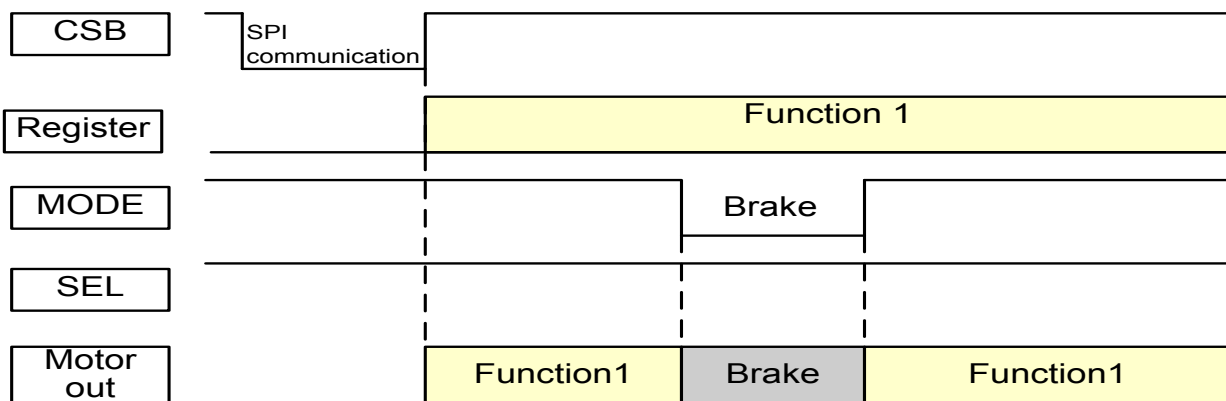 CSB
SPI
communication
Register
Function 1
MODE
Brake
SEL
Motor
out
Function1
Brake
Function1